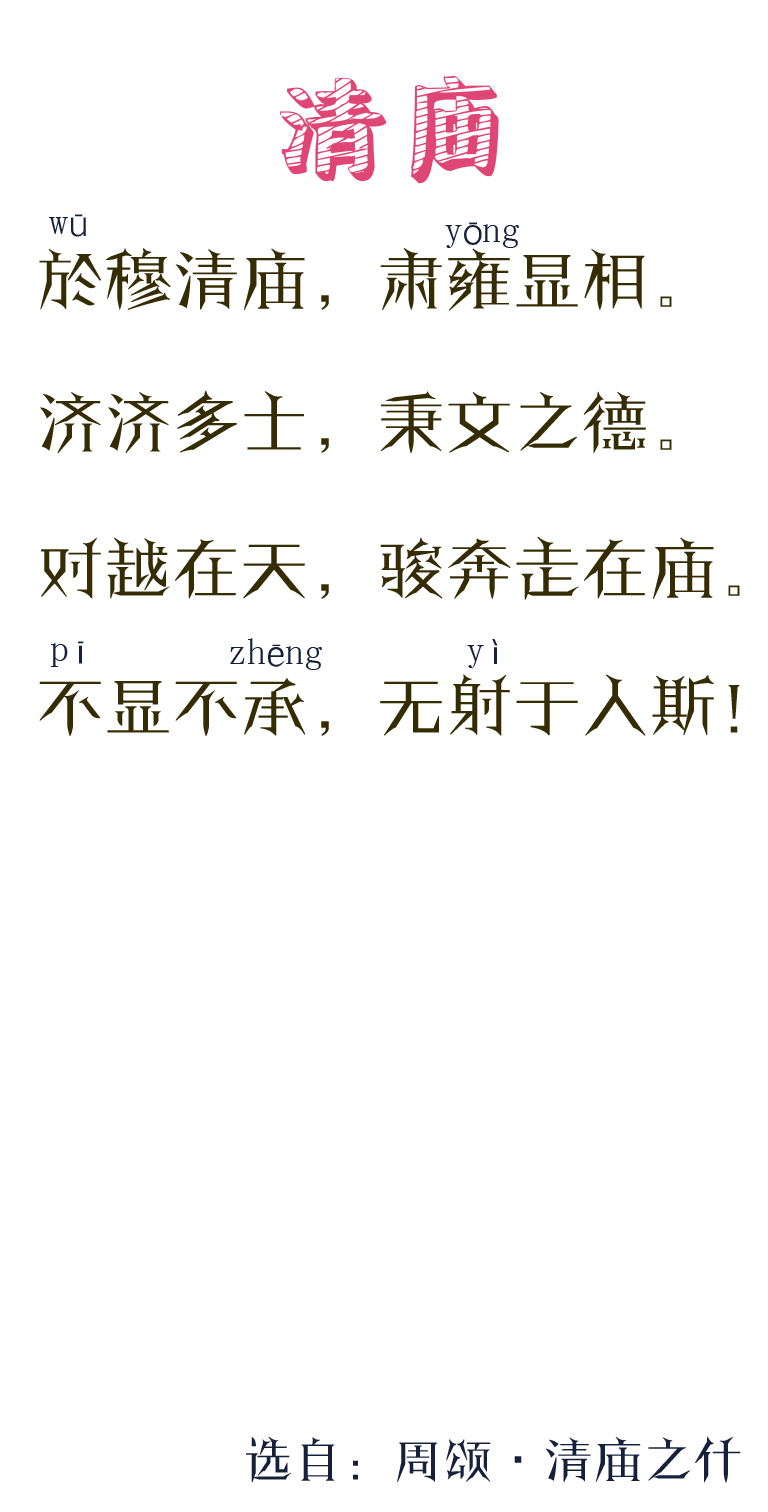 清庙
wū yōng
於穆清庙，肃雍显相。
济济多士，秉文之德。
对越在天，骏奔走在庙。
pī zhēng yì
不显不承，无射于人斯！
选自：周颂·清庙之什